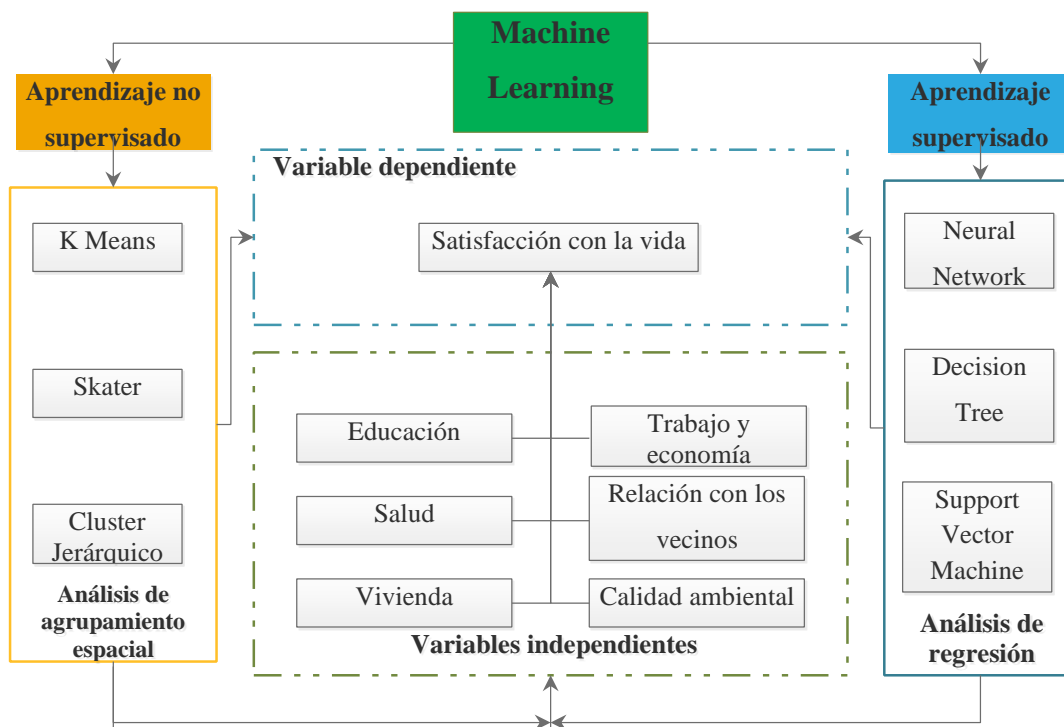 Machine
Learning
Aprendizaje no
supervisado
Aprendizaje
supervisado
K Means
Skater
Cluster
Jerárquico
Análisis de
agrupamiento
espacial
Variable dependiente
Satisfacción con la vida
Educación
Trabajo y
economía
Salud
Relación con los
vecinos
Vivienda
Calidad ambiental
Variables independientes
Neural
Network
Decision
Tree
Support
Vector
Machine
Análisis de
regresión